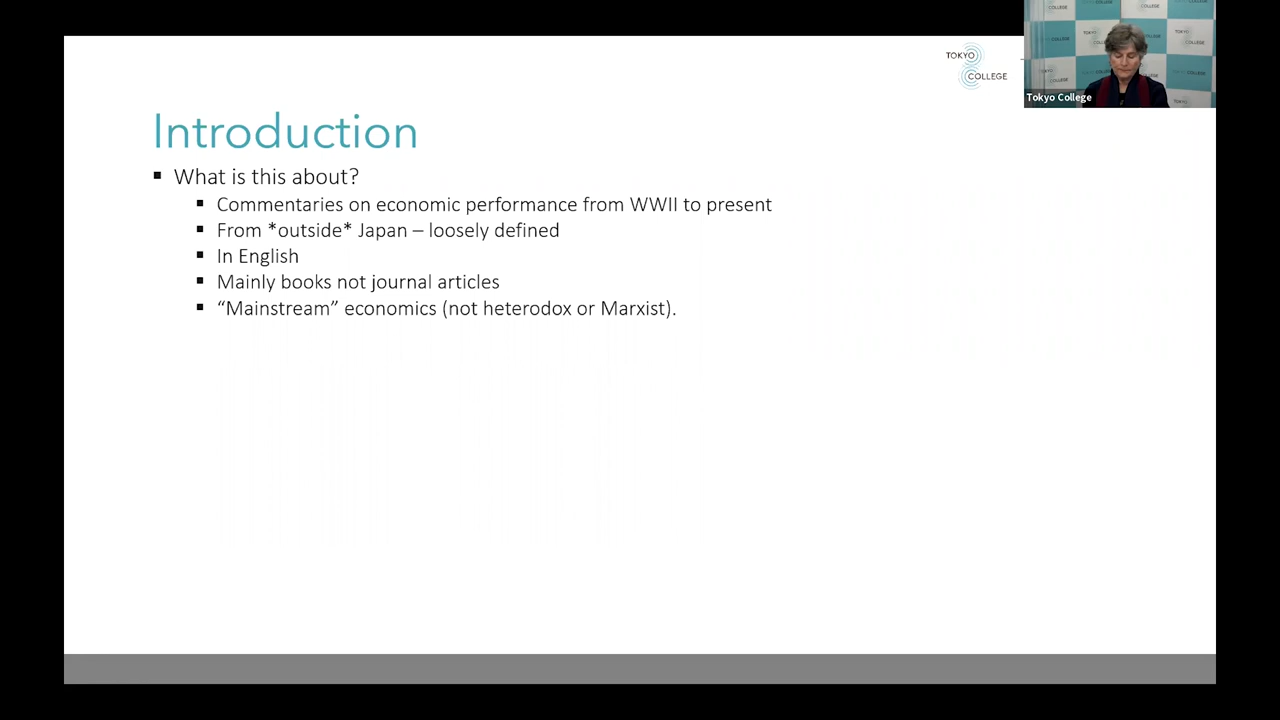 TOKYO
COLLEGE
Tokyo College
Introduction
▪ What is this about?
▪ Commentaries on economic performance from WWII to present
▪ From *outside* Japan – loosely defined
▪ In English
▪ Mainly books not journal articles
▪ “Mainstream” economics (not heterodox or Marxist).